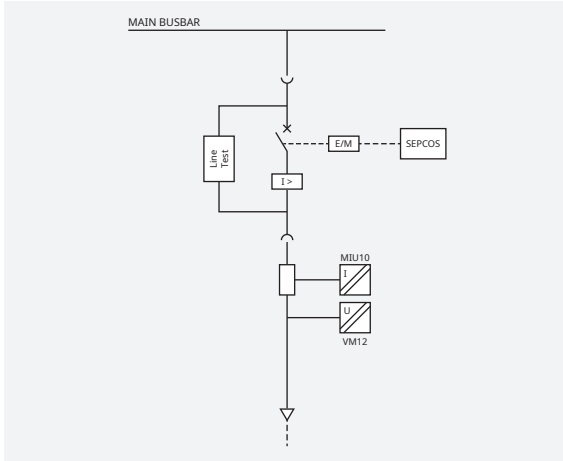 MAIN BUSBAR
Line
Test
E/M
SEPCOS
I >
MIU10
I
U
VM12